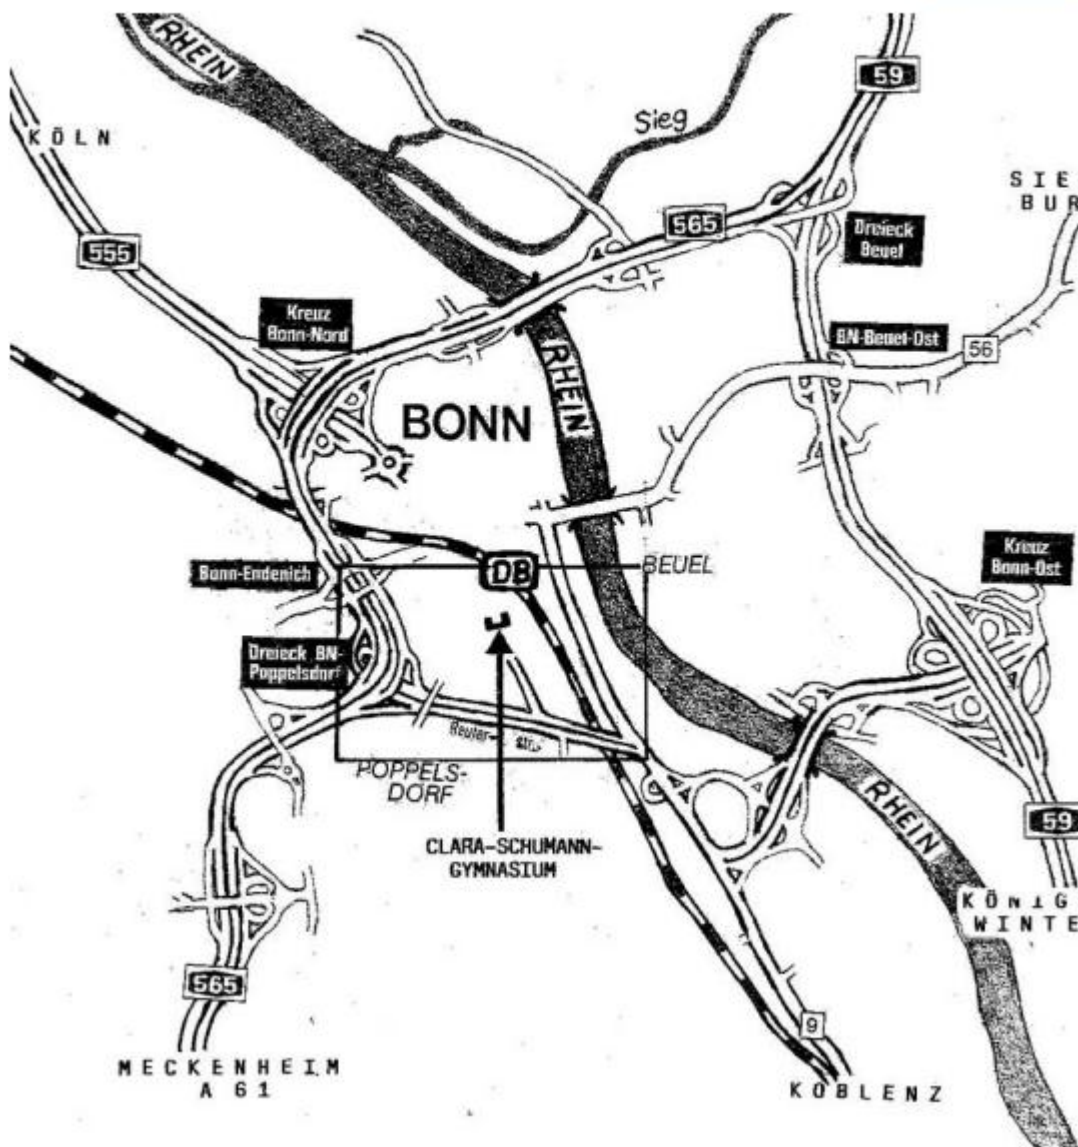 RHEIN
59
KÖLN
Sieg
SIE
BUR
555
565
Dreieck
Beuel
Kreuz
Bonn-Nord
BN-Beuel-Ost
56
RHEIN
BONN
Kreuz
Bonn-Ost
Bonn-Endenich
DB
BEUEL
Dreieck BN-
Poppelsdorf
Reuter-
str.
POPPELS-
DORF
RHEIN
59
CLARA-SCHUMANN-
GYMNASIUM
KÖNIG
WINTE
565
9
MECKENHEIM
A 61
KOBLENZ